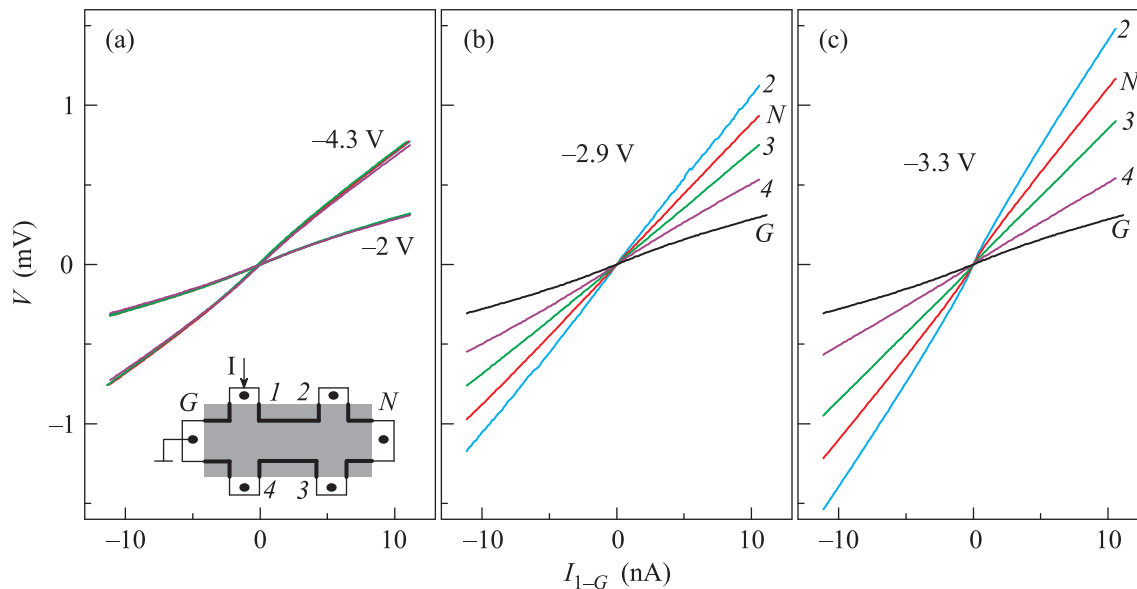 (a)
(b)
(c)
2
2
N
N
1
3
3
–4.3 V
–2.9 V
–3.3 V
4
4
–2 V
G
G
V (mV)
0
I
1 2
G
N
–1
4 3
–10 0 10
–10 0 10
–10 0 10
I1–G (nA)